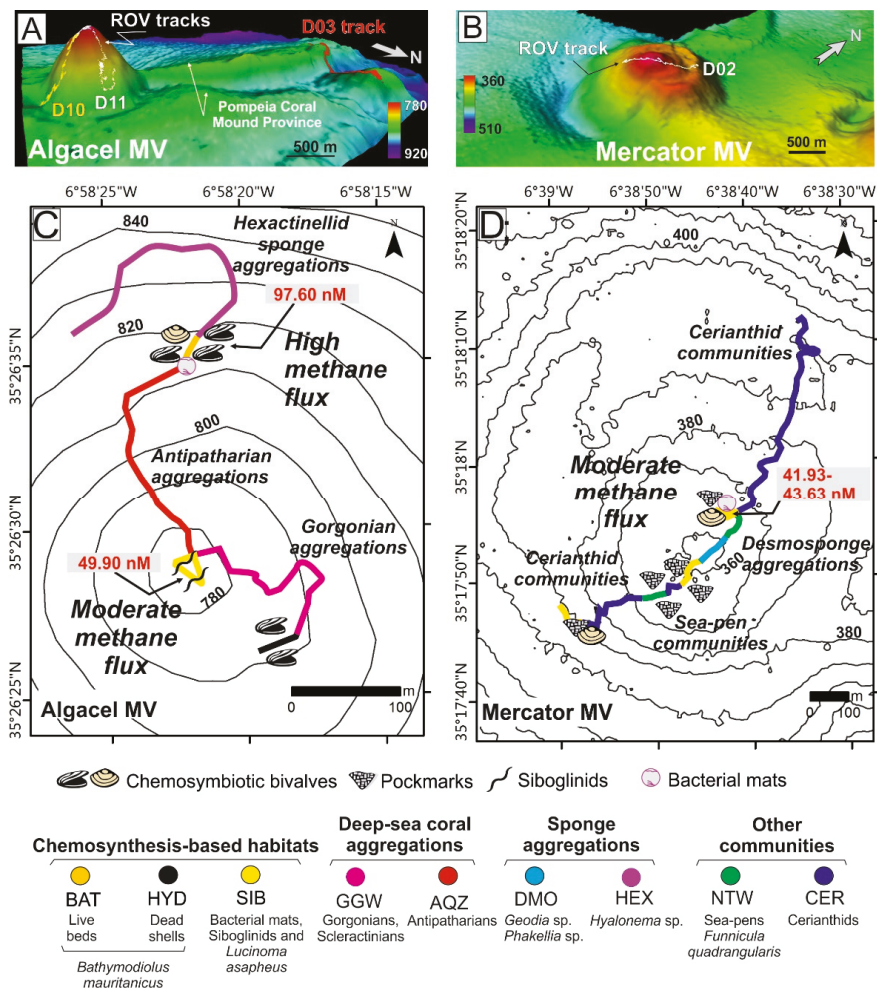 A
ROV tracks
D03 track
N
D10
D11
Pompeia Coral
Mound Province
780
920
Algacel MV
500 m
B
ROV track
N
D02
360
510
Mercator MV
500 m
6°58'25"W
6°58'20"W
6°58'15"W
C
840
Hexactinellid
sponge
aggregations
N
97.60 nM
820
High
methane
flux
35°26'35"N
800
Antipatharian
aggregations
35°26'30"N
Gorgonian
aggregations
49.90 nM
780
Moderate
methane
flux
35°26'25"N
m
0
100
Algacel MV
6°39'W
6°38'50"W
6°38'40"W
6°38'30"W
D
35°18'20"N
400
N
Cerianthid
communities
35°18'10"N
380
Moderate
methane
flux
35°18'N
41.93-
43.63 nM
Cerianthid
communities
360
Desmosponge
aggregations
35°17'50"N
Sea-pen
communities
380
35°17'40"N
m
0
100
Mercator MV
Chemosymbiotic bivalves
Pockmarks
Siboglinids
Bacterial mats
Chemosynthesis-based habitats
Deep-sea coral
aggregations
Sponge
aggregations
Other
communities
BAT
HYD
SIB
GGW
AQZ
DMO
HEX
NTW
CER
Live
beds
Dead
shells
Bacterial mats,
Siboglinids and
Lucinoma
asapheus
Gorgonians,
Scleractinians
Antipatharians
Geodia sp.
Phakellia sp.
Hyalonema sp.
Sea-pens
Funnicula
quadrangularis
Cerianthids
Bathymodiolus
mauritanicus